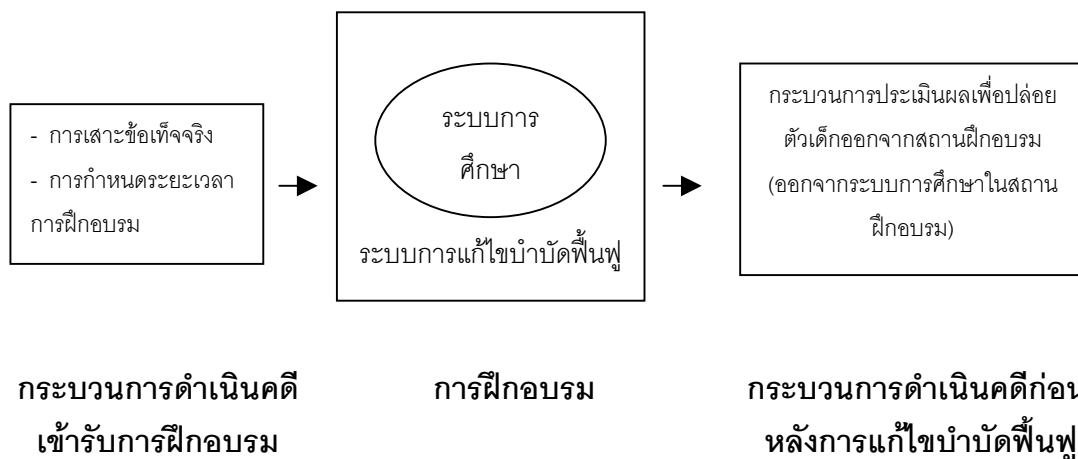 - การเสาะข้อเท็จจริง
- การกำหนดระยะเวลา
การฝึกอบรม
ระบบการ
ศึกษา
ระบบการแก้ไขบำบัดฟื้นฟู
กระบวนการประเมินผลเพื่อปล่อย
ตัวเด็กออกจากสถานฝึกอบรม
(ออกจากระบบการศึกษาในสถาน
ฝึกอบรม)
กระบวนการดำเนินคดี
เข้ารับการฝึกอบรม
การฝึกอบรม
กระบวนการดำเนินคดีก่อน
หลังการแก้ไขบำบัดฟื้นฟู